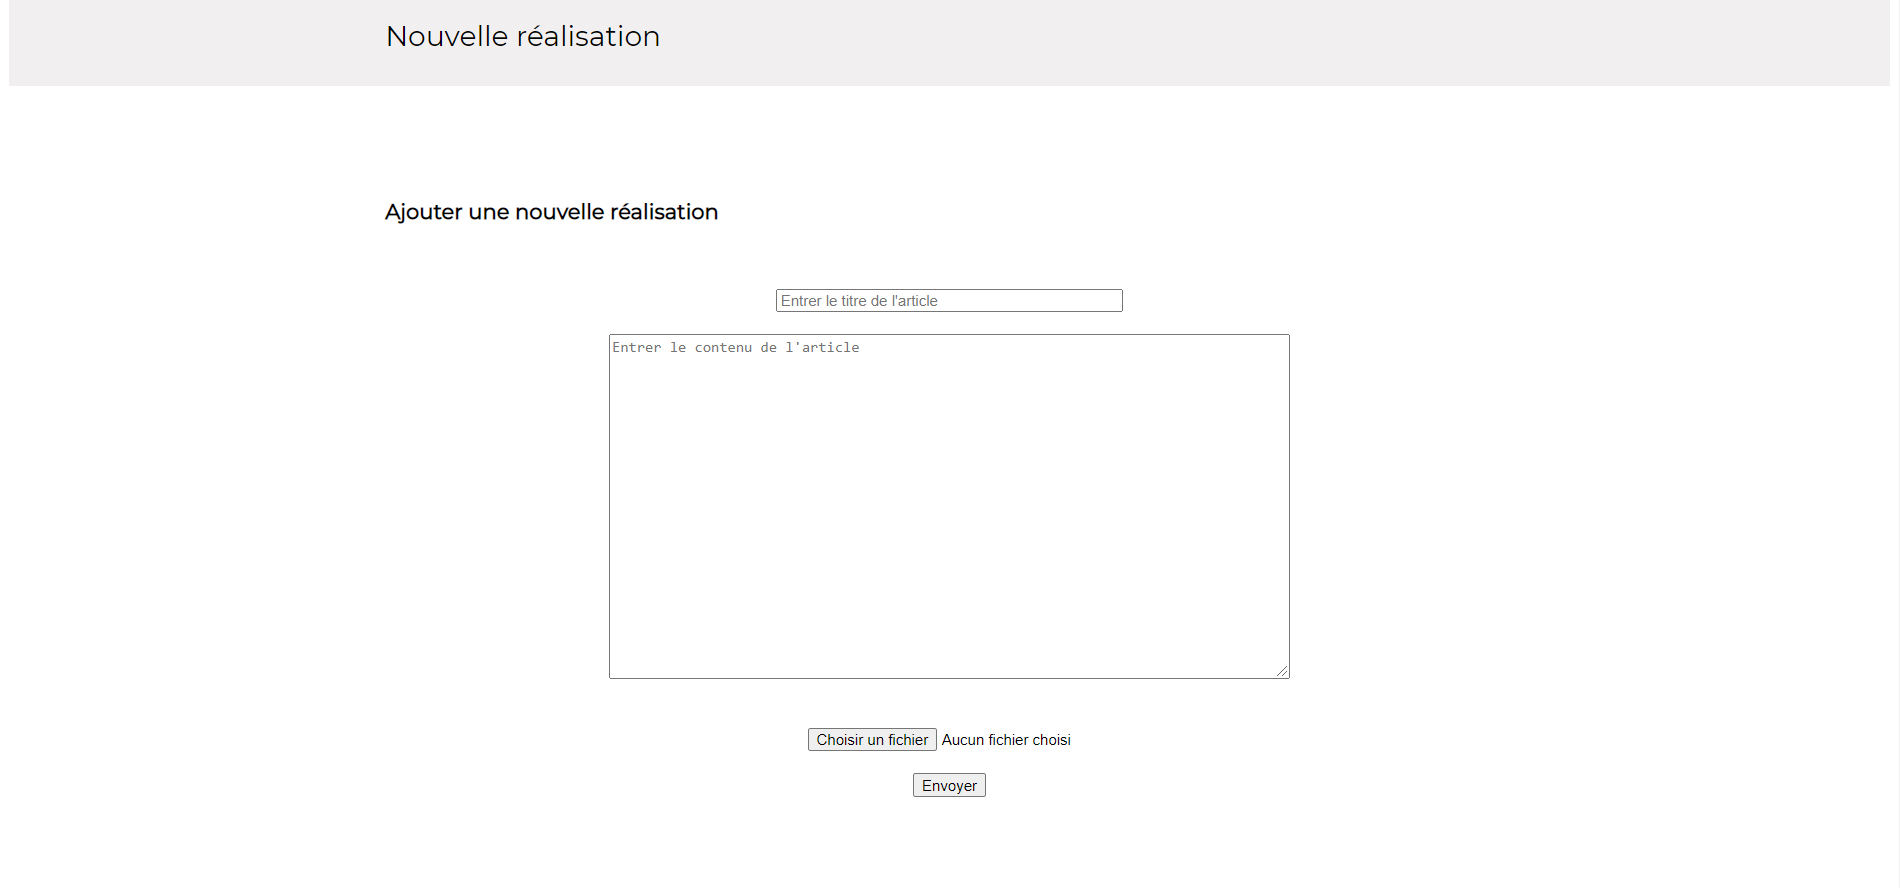 Nouvelle réalisation
Ajouter une nouvelle réalisation
Entrer le titre de l'article
Entrer le contenu de l'article
Choisir un fichier Aucun fichier choisi
Envoyer